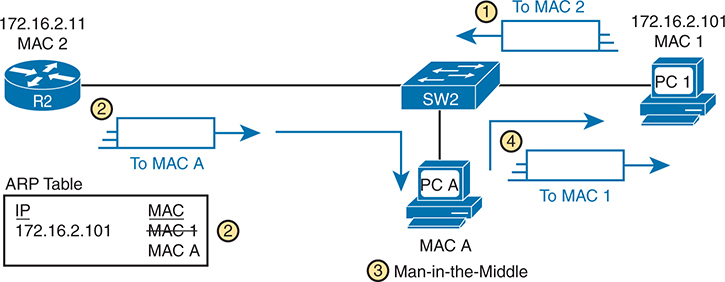 172.16.2.11
MAC 2
R2
1
To MAC 2
172.16.2.101
MAC 1
PC 1
SW2
2
To MAC A
4
To MAC 1
PC A
MAC A
3 Man-in-the-Middle
ARP Table
IP MAC
172.16.2.101 MAC 1 2
MAC A